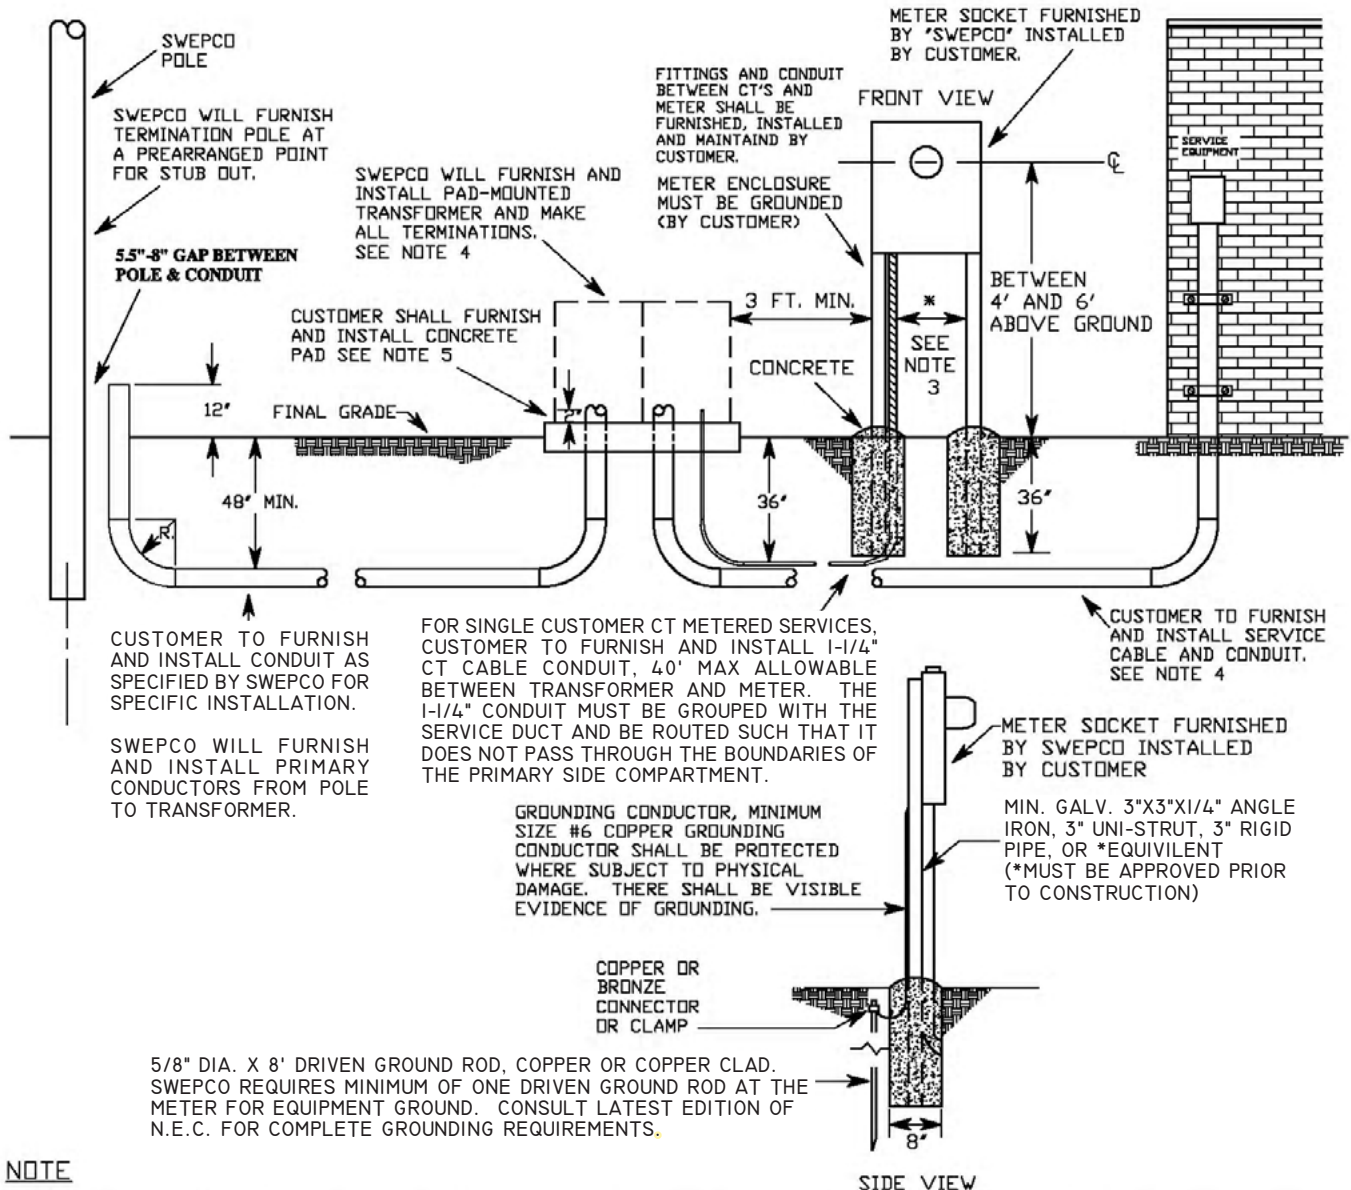 SWEPCO
POLE
SWEPCO WILL FURNISH
TERMINATION POLE AT
A PREARRANGED POINT
FOR STUB OUT.
5.5"-8" GAP BETWEEN
POLE & CONDUIT
SWEPCO WILL FURNISH AND
INSTALL PAD-MOUNTED
TRANSFORMER AND MAKE
ALL TERMINATIONS.
SEE NOTE 4
CUSTOMER SHALL FURNISH
AND INSTALL CONCRETE
PAD SEE NOTE 5
METER SOCKET FURNISHED
BY "SWEPCO" INSTALLED
BY CUSTOMER.
FITTINGS AND CONDUIT
BETWEEN CT'S AND
METER SHALL BE
FURNISHED, INSTALLED
AND MAINTAIND BY
CUSTOMER.
FRONT VIEW
METER ENCLOSURE
MUST BE GROUNDED
(BY CUSTOMER)
SERVICE
EQUIPMENT
3 FT. MIN.
*
SEE
NOTE
3
BETWEEN
4' AND 6'
ABOVE GROUND
CONCRETE
12"
FINAL GRADE
48" MIN.
R.
36"
36"
CUSTOMER TO FURNISH
AND INSTALL CONDUIT AS
SPECIFIED BY SWEPCO FOR
SPECIFIC INSTALLATION.
SWEPCO WILL FURNISH
AND INSTALL PRIMARY
CONDUCTORS FROM POLE
TO TRANSFORMER.
FOR SINGLE CUSTOMER CT METERED SERVICES,
CUSTOMER TO FURNISH AND INSTALL 1-1/4"
CT CABLE CONDUIT, 40' MAX ALLOWABLE
BETWEEN TRANSFORMER AND METER. THE
1-1/4" CONDUIT MUST BE GROUPED WITH THE
SERVICE DUCT AND BE ROUTED SUCH THAT IT
DOES NOT PASS THROUGH THE BOUNDARIES OF
THE PRIMARY SIDE COMPARTMENT.
CUSTOMER TO FURNISH
AND INSTALL SERVICE
CABLE AND CONDUIT.
SEE NOTE 4
METER SOCKET FURNISHED
BY SWEPCO INSTALLED
BY CUSTOMER
MIN. GALV. 3"X3"X1/4" ANGLE
IRON, 3" UNI-STRUT, 3" RIGID
PIPE, OR *EQUIVILENT
(*MUST BE APPROVED PRIOR
TO CONSTRUCTION)
GROUNDING CONDUCTOR, MINIMUM
SIZE #6 COPPER GROUNDING
CONDUCTOR SHALL BE PROTECTED
WHERE SUBJECT TO PHYSICAL
DAMAGE. THERE SHALL BE VISIBLE
EVIDENCE OF GROUNDING.
COPPER OR
BRONZE
CONNECTOR
OR CLAMP
5/8" DIA. X 8' DRIVEN GROUND ROD, COPPER OR COPPER CLAD.
SWEPCO REQUIRES MINIMUM OF ONE DRIVEN GROUND ROD AT THE
METER FOR EQUIPMENT GROUND. CONSULT LATEST EDITION OF
N.E.C. FOR COMPLETE GROUNDING REQUIREMENTS.
8"
NOTE
SIDE VIEW